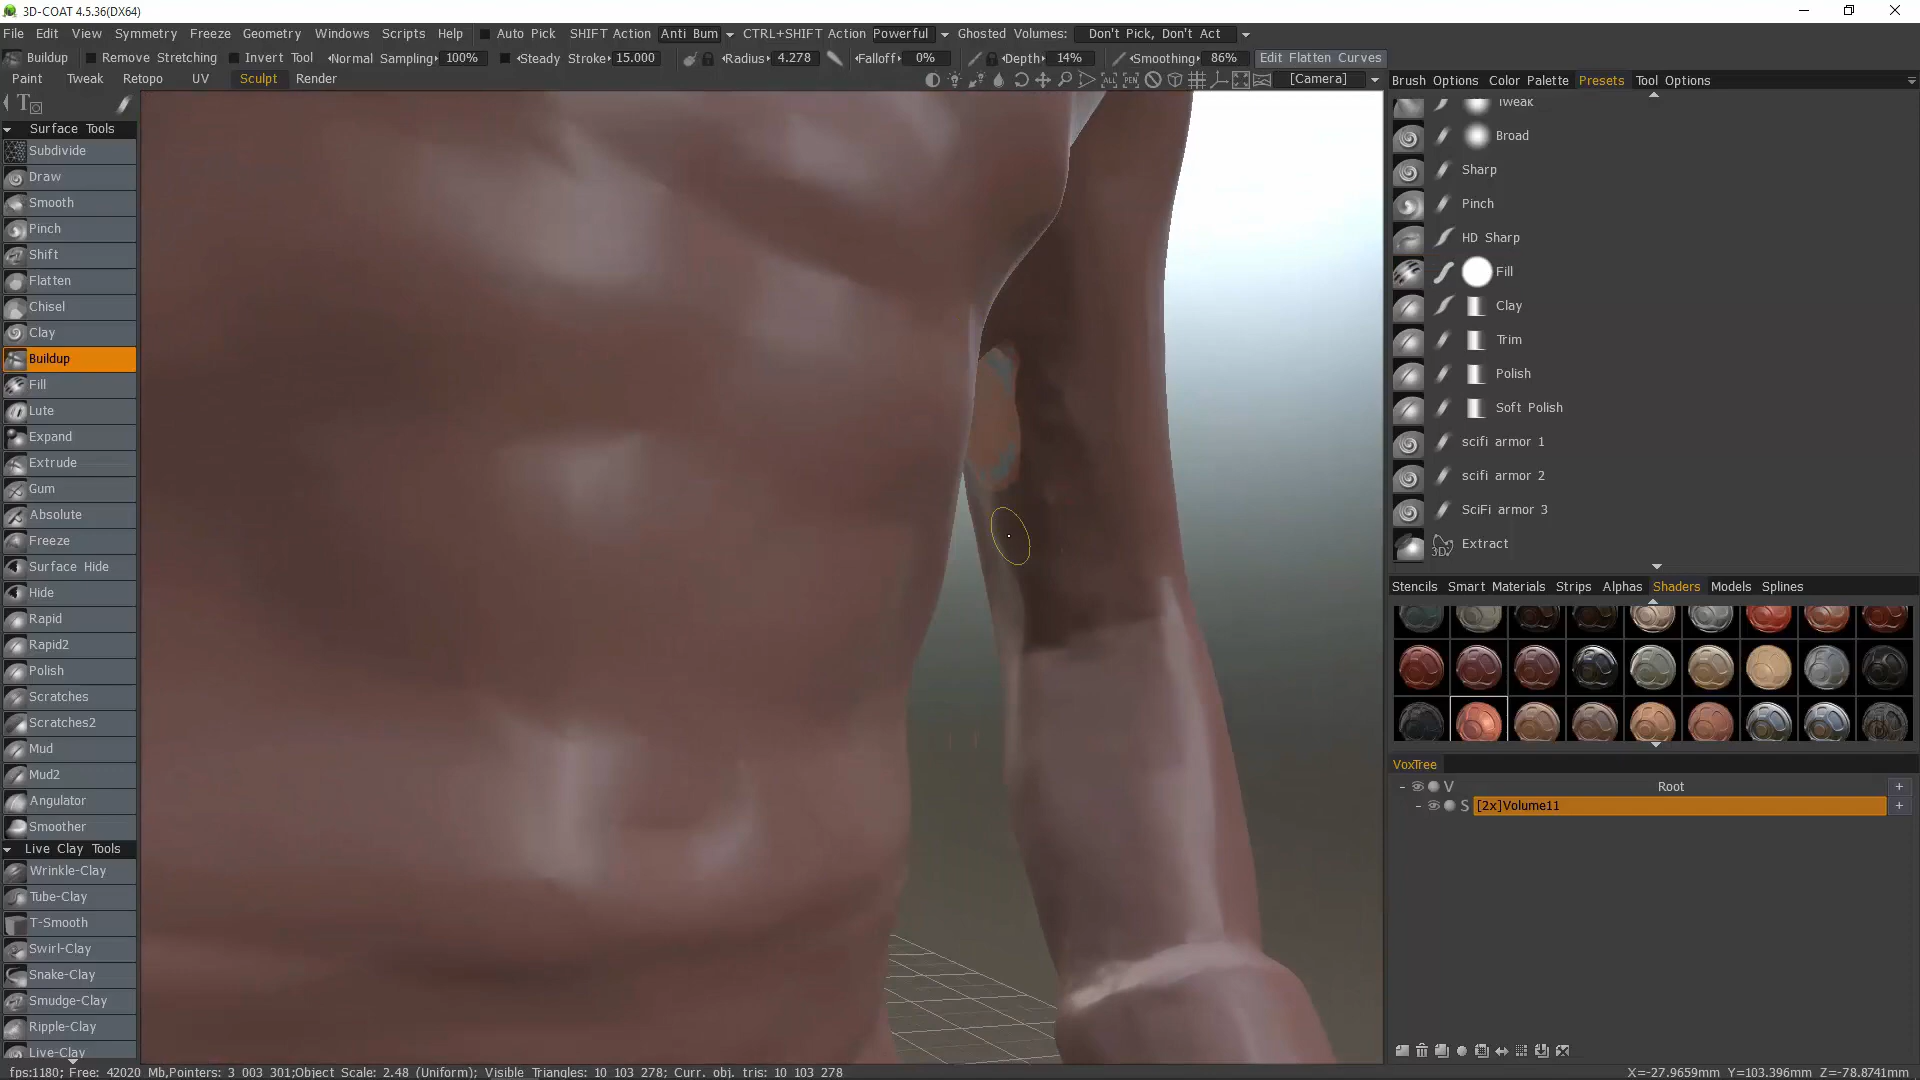 3D-COAT 4.5.36(DX64)
File Edit View Symmetry Freeze Geometry Windows Scripts Help Auto Pick SHIFT Action Anti Bum CTRL+SHIFT Action Powerful Ghosted Volumes: Don't Pick, Don't Act
Buildup Remove Stretching Invert Tool Normal Sampling 100% Steady Stroke 15.000 Radius 4.278 Falloff 0% Depth 14% Smoothing 86% Edit Flatten Curves
Paint Tweak Retopo UV Sculpt Render
ALL PEN [Camera]
Surface Tools
Subdivide
Draw
Smooth
Pinch
Shift
Flatten
Chisel
Clay
Buildup
Fill
Lute
Expand
Extrude
Gum
Absolute
Freeze
Surface Hide
Hide
Rapid
Rapid2
Polish
Scratches
Scratches2
Mud
Mud2
Angulator
Smoother
Live Clay Tools
Wrinkle-Clay
Tube-Clay
T-Smooth
Swirl-Clay
Snake-Clay
Smudge-Clay
Ripple-Clay
Live-Clay
Brush Options Color Palette Presets Tool Options
Tweak
Broad
Sharp
Pinch
HD Sharp
Fill
Clay
Trim
Polish
Soft Polish
scifi armor 1
scifi armor 2
SciFi armor 3
3D Extract
Stencils Smart Materials Strips Alphas Shaders Models Splines
VoxTree
- V Root +
- S [2x]Volume11 +
fps:1180; Free: 42020 Mb,Pointers: 3 003 301;Object Scale: 2.48 (Uniform); Visible Triangles: 10 103 278; Curr. obj. tris: 10 103 278
X=-27.9659mm Y=103.396mm Z=-78.8741mm